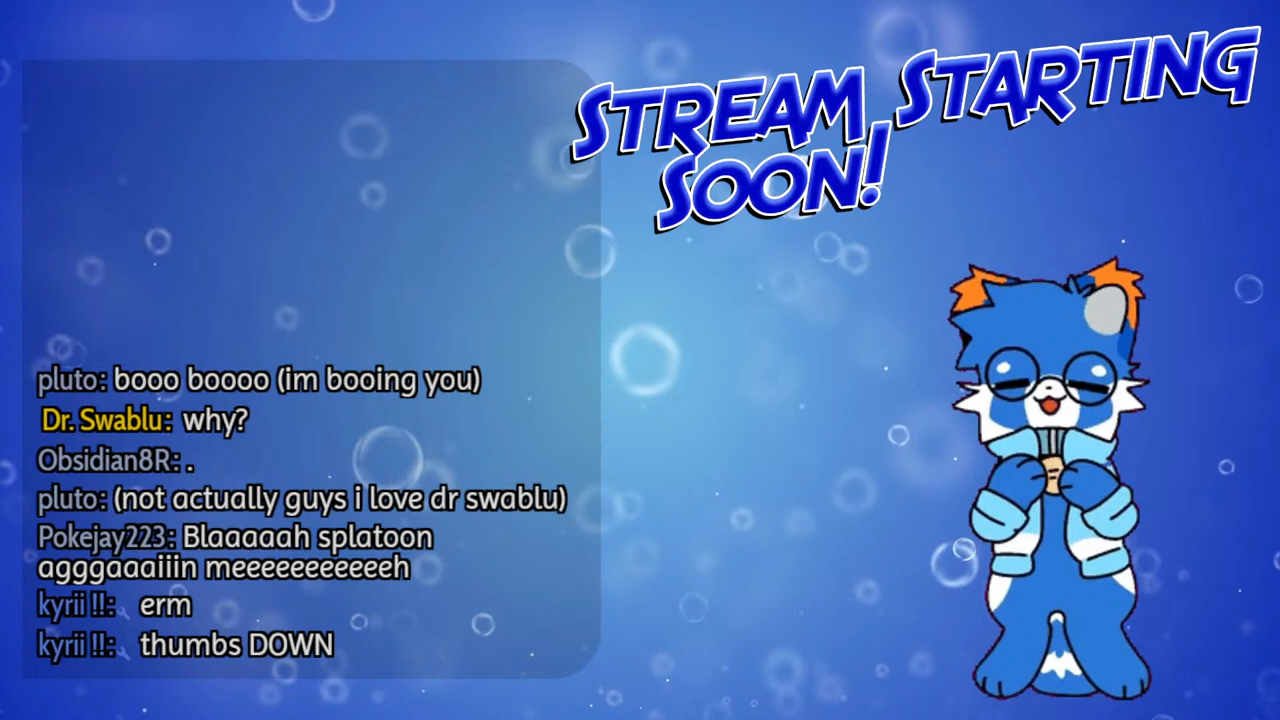 STREAM STARTING
SOON!
pluto: booo boooo (im booing you)
Dr. Swablu: why?
Obsidian8R: .
pluto: (not actually guys i love dr swablu)
Pokejay223: Blaaaaah splatoon
agggaaaiiin meeeeeeeeeeeh
kyrii !!: erm
kyrii !!: thumbs DOWN